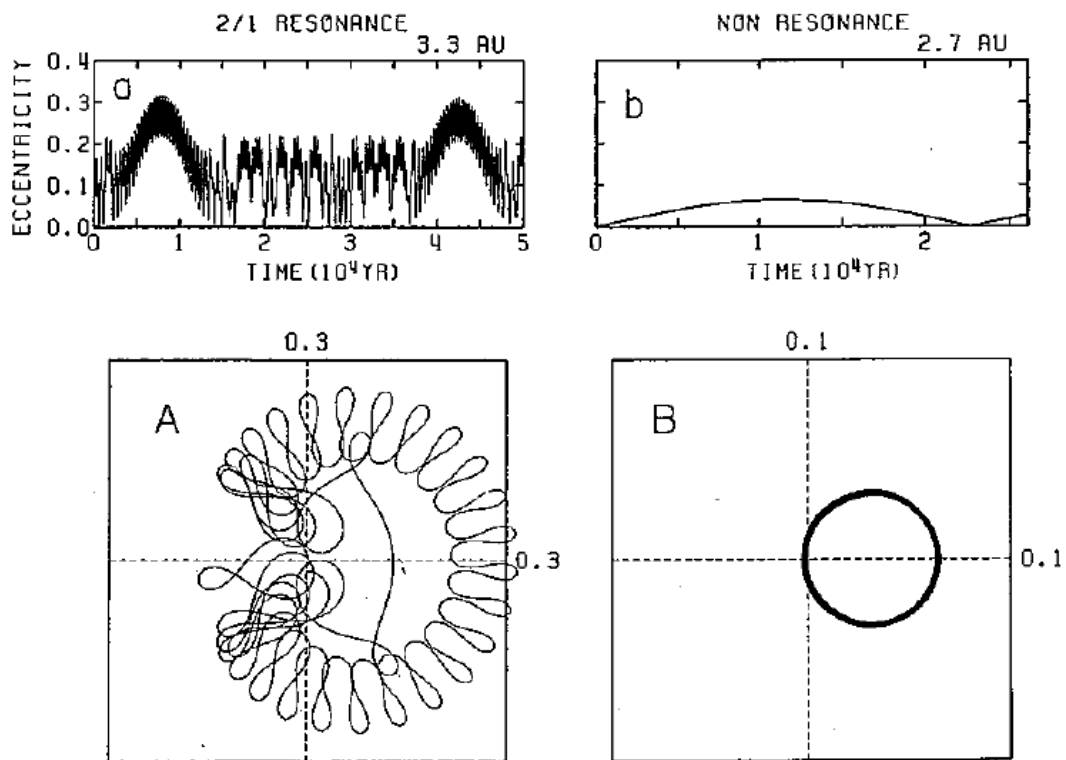 2/1 RESONANCE
3.3 AU
0.4
0.3
0.2
0.1
0.0
ECCENTRICITY
a
0 1 2 3 4 5
TIME(10⁴YR)
NON RESONANCE
2.7 AU
b
0 1 2
TIME(10⁴YR)
0.3
A
0.3
0.1
B
0.1